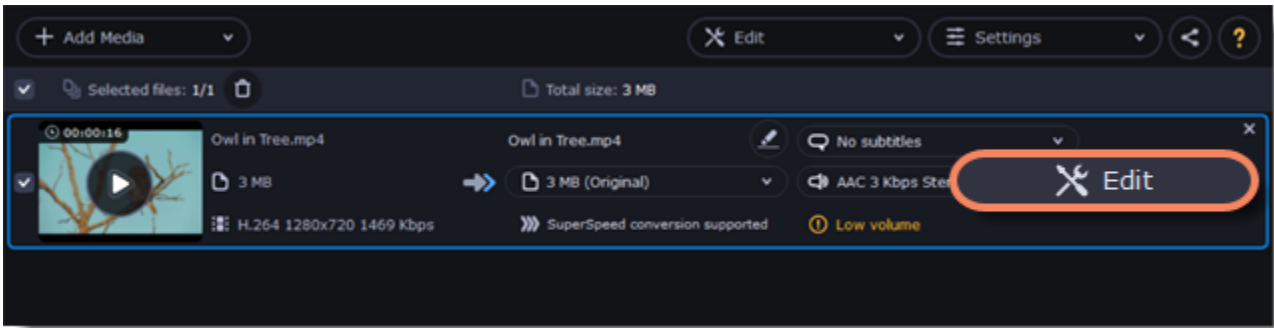 + Add Media
Edit
Settings
?
Selected files: 1/1
Total size: 3 MB
00:00:16
Owl in Tree.mp4
Owl in Tree.mp4
No subtitles
3 MB
3 MB (Original)
AAC 3 Kbps Ster
Edit
H.264 1280x720 1469 Kbps
SuperSpeed conversion supported
Low volume